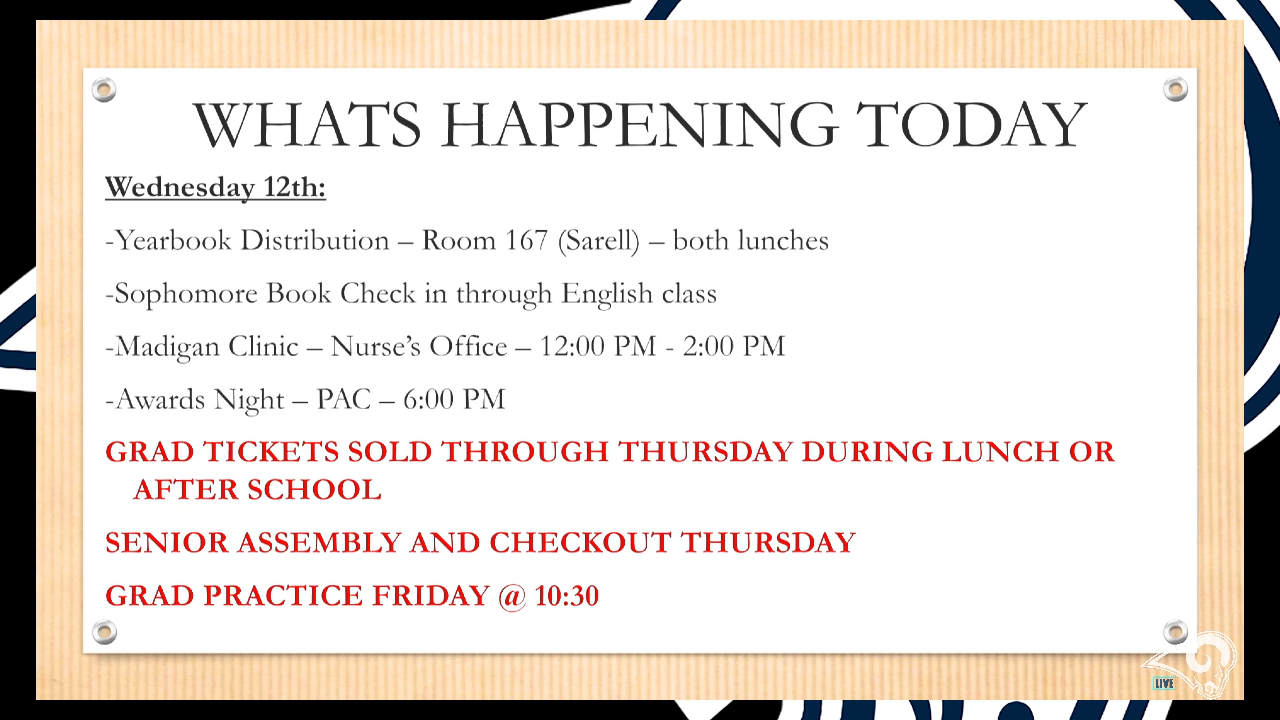 WHATS HAPPENING TODAY
Wednesday 12th:
-Yearbook Distribution – Room 167 (Sarell) – both lunches
-Sophomore Book Check in through English class
-Madigan Clinic – Nurse’s Office – 12:00 PM - 2:00 PM
-Awards Night – PAC – 6:00 PM
GRAD TICKETS SOLD THROUGH THURSDAY DURING LUNCH OR
AFTER SCHOOL
SENIOR ASSEMBLY AND CHECKOUT THURSDAY
GRAD PRACTICE FRIDAY @ 10:30
LIVE